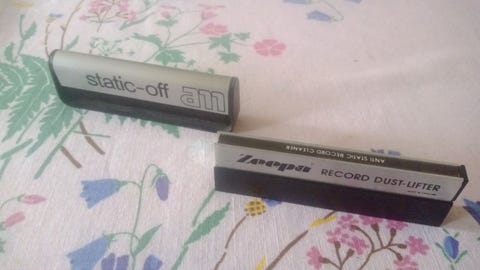 static-off am
ANTI STATIC RECORD CLEANER
Zeepa RECORD DUST-LIFTER